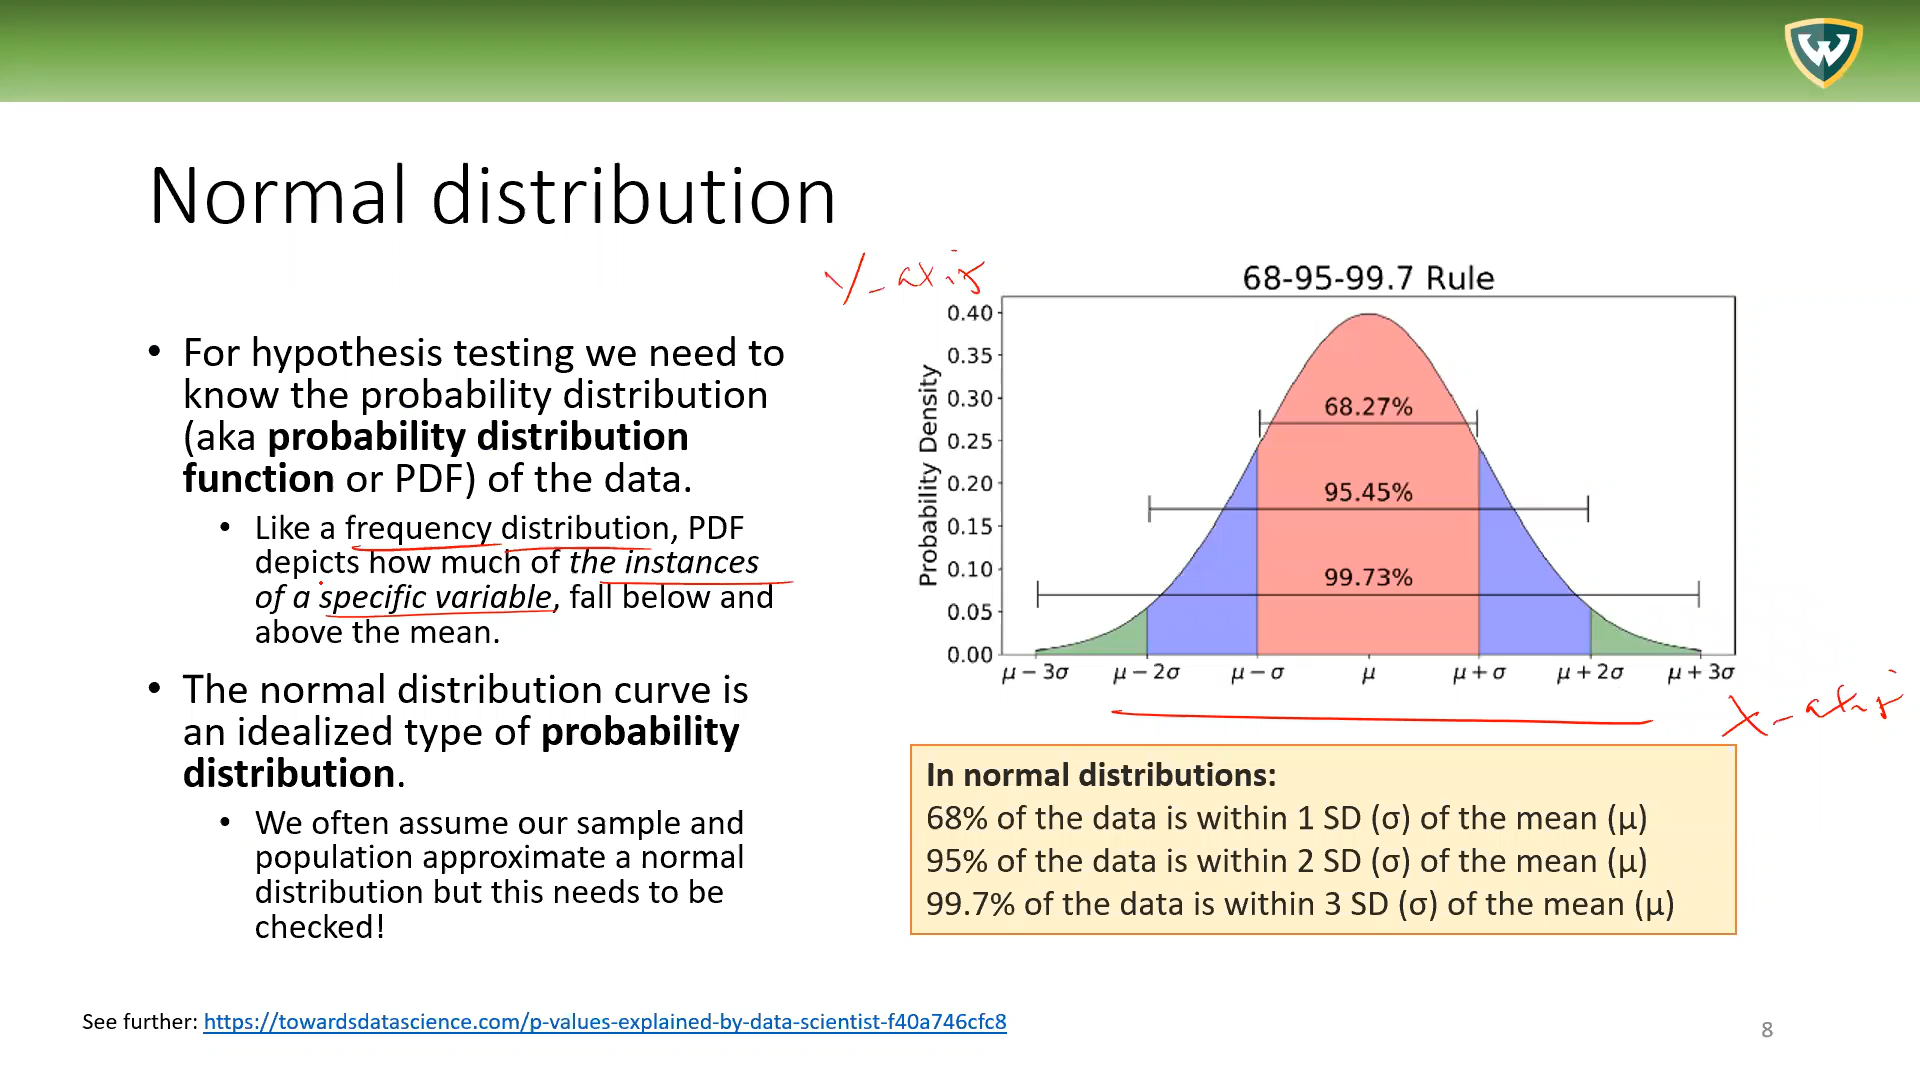 W
Normal distribution
• For hypothesis testing we need to
know the probability distribution
(aka probability distribution
function or PDF) of the data.
• Like a frequency distribution, PDF
depicts how much of the instances
of a specific variable, fall below and
above the mean.
• The normal distribution curve is
an idealized type of probability
distribution.
• We often assume our sample and
population approximate a normal
distribution but this needs to be
checked!
Y-axis
68-95-99.7 Rule
Probability Density
0.40
0.35
0.30
0.25
0.20
0.15
0.10
0.05
0.00
68.27%
95.45%
99.73%
μ − 3σ μ − 2σ μ − σ μ μ + σ μ + 2σ μ + 3σ
X-axis
In normal distributions:
68% of the data is within 1 SD (σ) of the mean (μ)
95% of the data is within 2 SD (σ) of the mean (μ)
99.7% of the data is within 3 SD (σ) of the mean (μ)
See further: https://towardsdatascience.com/p-values-explained-by-data-scientist-f40a746cfc8
8